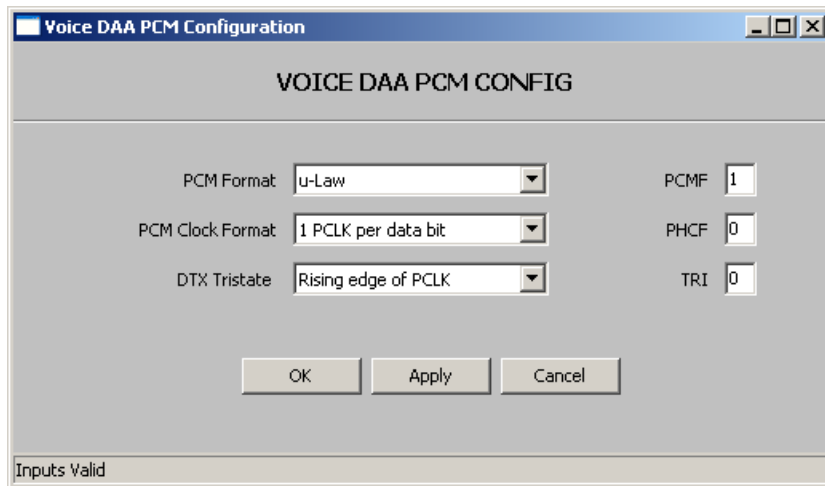 Voice DAA PCM Configuration
VOICE DAA PCM CONFIG
PCM Format u-Law PCMF 1
PCM Clock Format 1 PCLK per data bit PHCF 0
DTX Tristate Rising edge of PCLK TRI 0
OK Apply Cancel
Inputs Valid